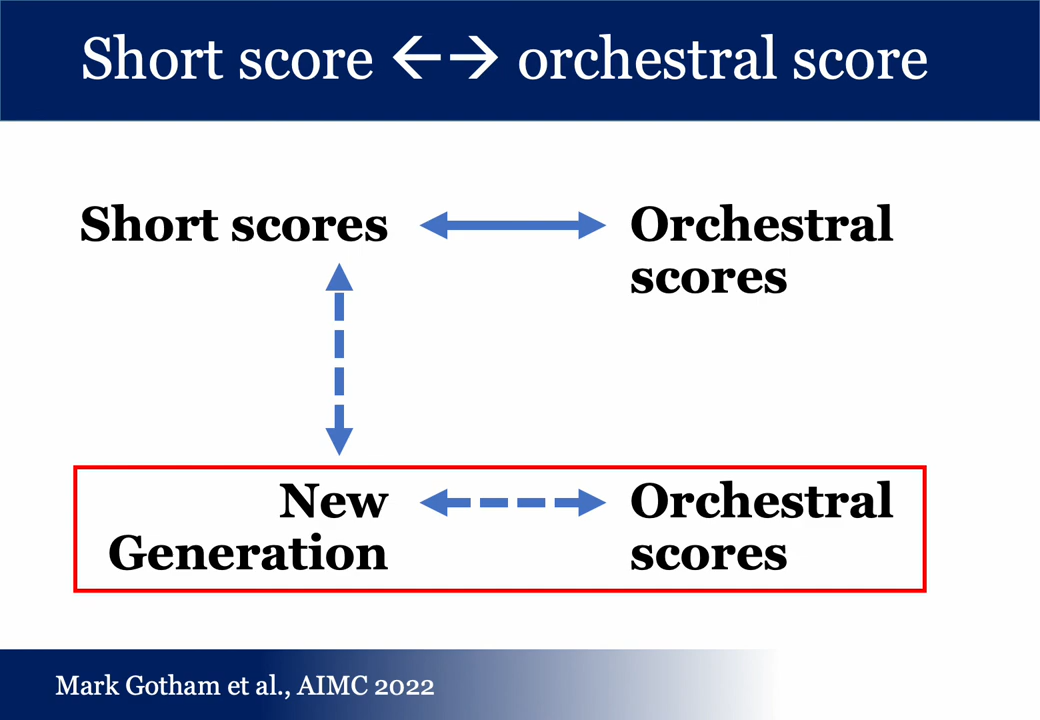 Short score ←→ orchestral score
Short scores
Orchestral
scores
New
Generation
Orchestral
scores
Mark Gotham et al., AIMC 2022